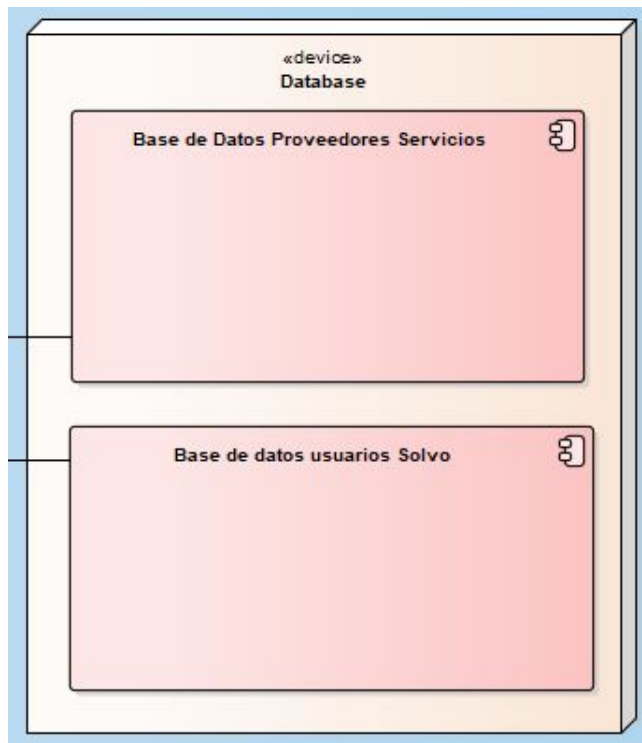 «device»
Database
Base de Datos Proveedores Servicios
Base de datos usuarios Solvo